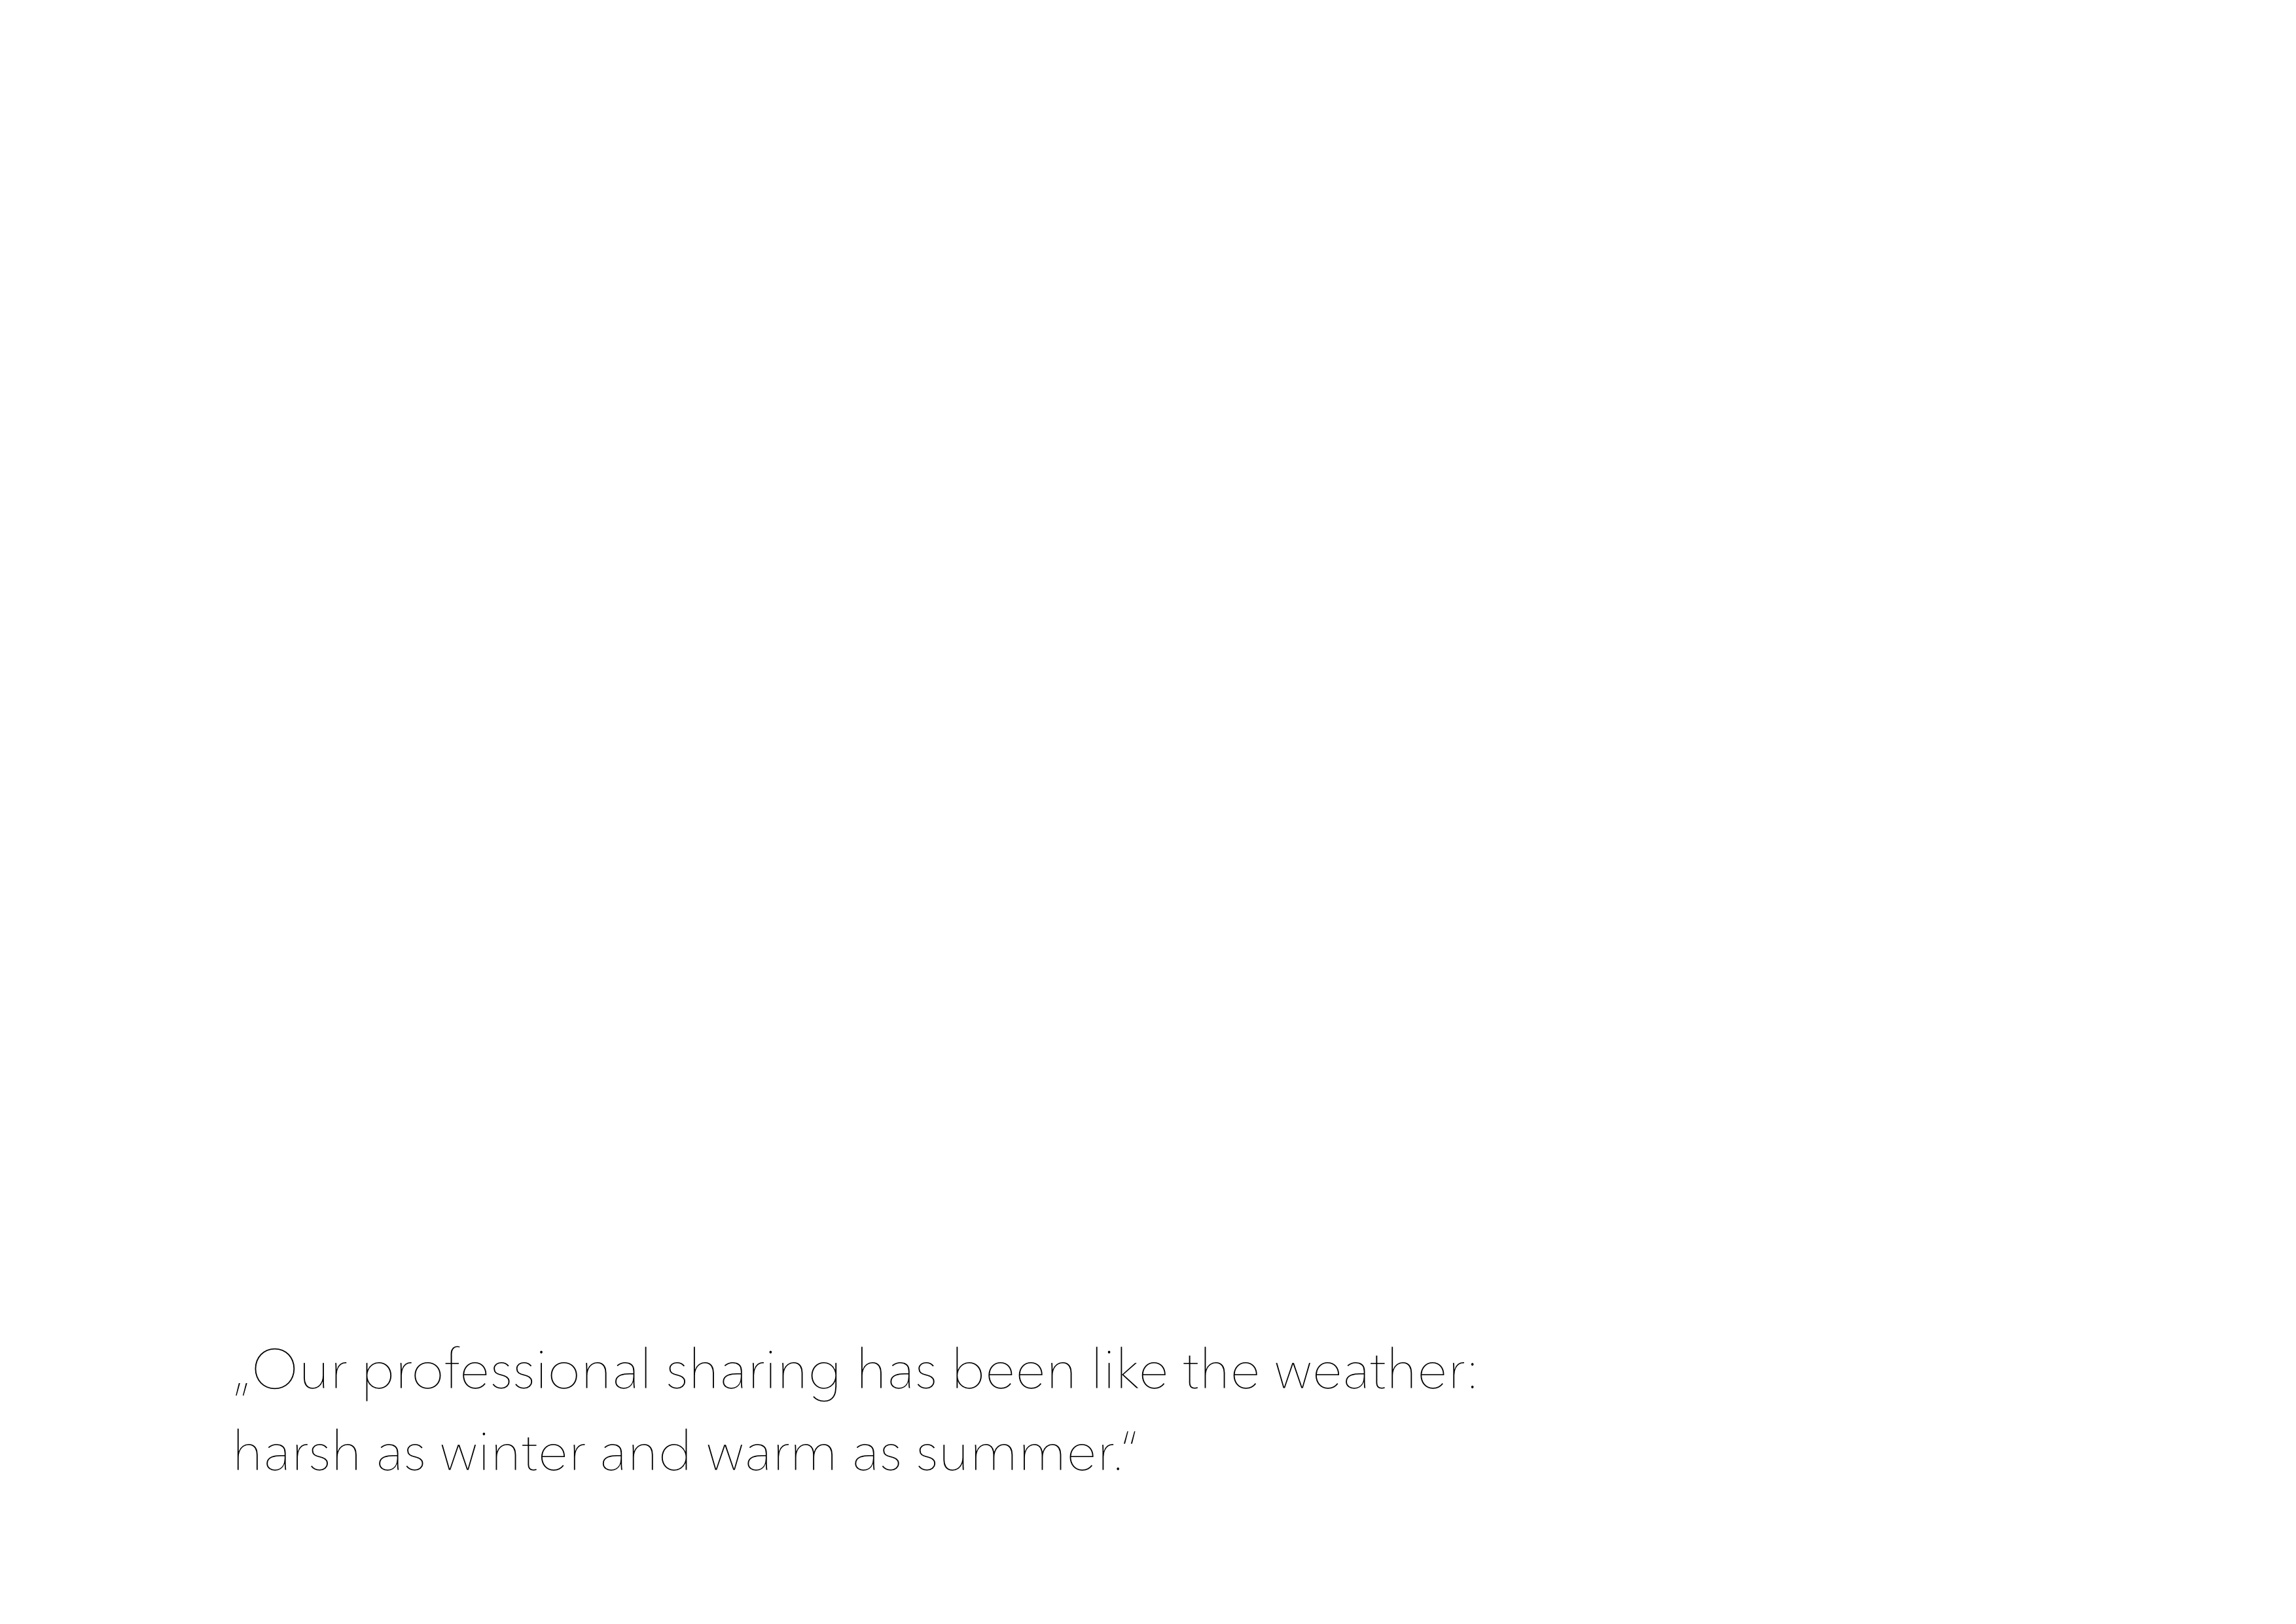 „Our professional sharing has been like the weather:
harsh as winter and warm as summer.“